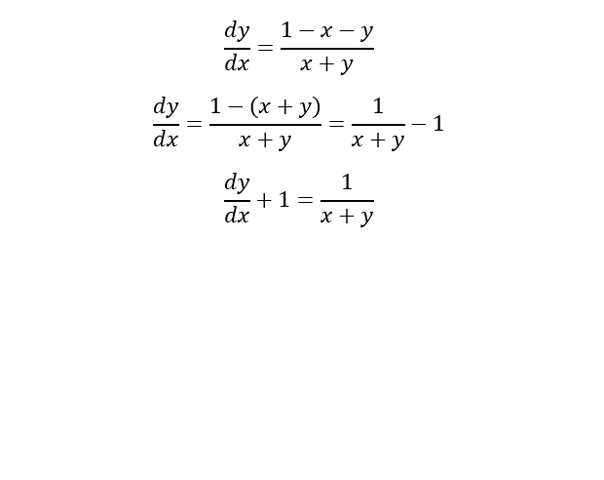 dy/dx = (1 − x − y)/(x + y)
dy/dx = (1 − (x + y))/(x + y) = 1/(x + y) − 1
dy/dx + 1 = 1/(x + y)